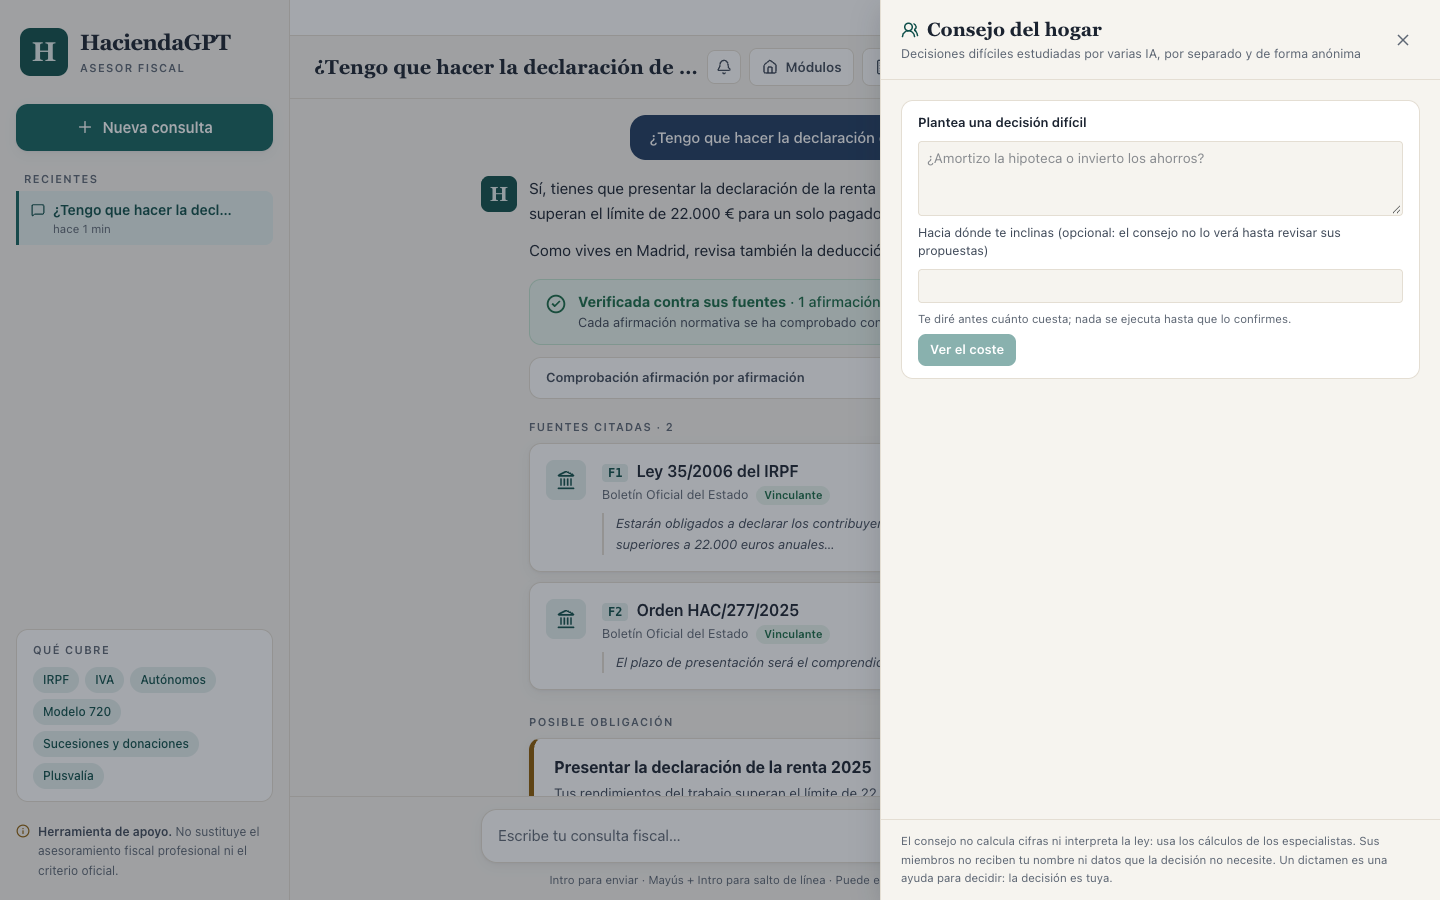 H
HaciendaGPT
ASESOR FISCAL
Nueva consulta
RECIENTES
¿Tengo que hacer la decl...
hace 1 min
QUÉ CUBRE
IRPF
IVA
Autónomos
Modelo 720
Sucesiones y donaciones
Plusvalía
Herramienta de apoyo. No sustituye el
asesoramiento fiscal profesional ni el
criterio oficial.
¿Tengo que hacer la declaración de ...
Módulos
¿Tengo que hacer la declaración
H
Sí, tienes que presentar la declaración de la renta
superan el límite de 22.000 € para un solo
Como vives en Madrid, revisa también la
Verificada contra sus fuentes · 1 afirmación
Cada afirmación normativa se ha comprobado
Comprobación afirmación por afirmación
FUENTES CITADAS · 2
F1 Ley 35/2006 del IRPF
Boletín Oficial del Estado Vinculante
Estarán obligados a declarar los
superiores a 22.000 euros anuales...
F2 Orden HAC/277/2025
Boletín Oficial del Estado Vinculante
El plazo de presentación será el
POSIBLE OBLIGACIÓN
Presentar la declaración de la renta 2025
Tus rendimientos del trabajo superan el límite de 22
Escribe tu consulta fiscal...
Intro para enviar · Mayús + Intro para salto de línea · Puede
Consejo del hogar
Decisiones difíciles estudiadas por varias IA, por separado y de forma anónima
Plantea una decisión difícil
¿Amortizo la hipoteca o invierto los ahorros?
Hacia dónde te inclinas (opcional: el consejo no lo verá hasta revisar sus
propuestas)
Te diré antes cuánto cuesta; nada se ejecuta hasta que lo confirmes.
Ver el coste
El consejo no calcula cifras ni interpreta la ley: usa los cálculos de los especialistas. Sus
miembros no reciben tu nombre ni datos que la decisión no necesite. Un dictamen es una
ayuda para decidir: la decisión es tuya.